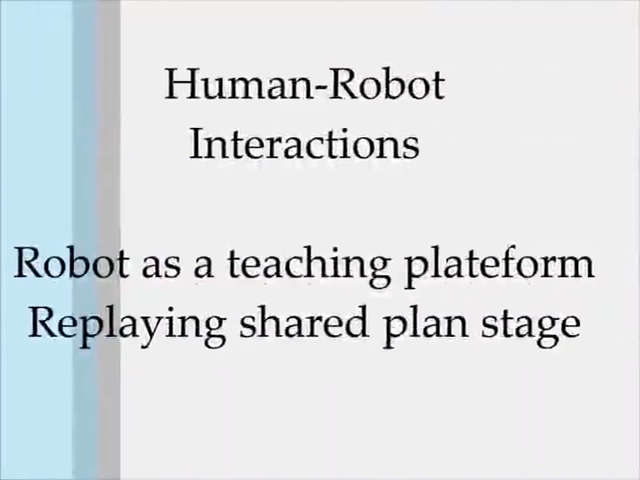 Human-Robot
Interactions
Robot as a teaching plateform
Replaying shared plan stage